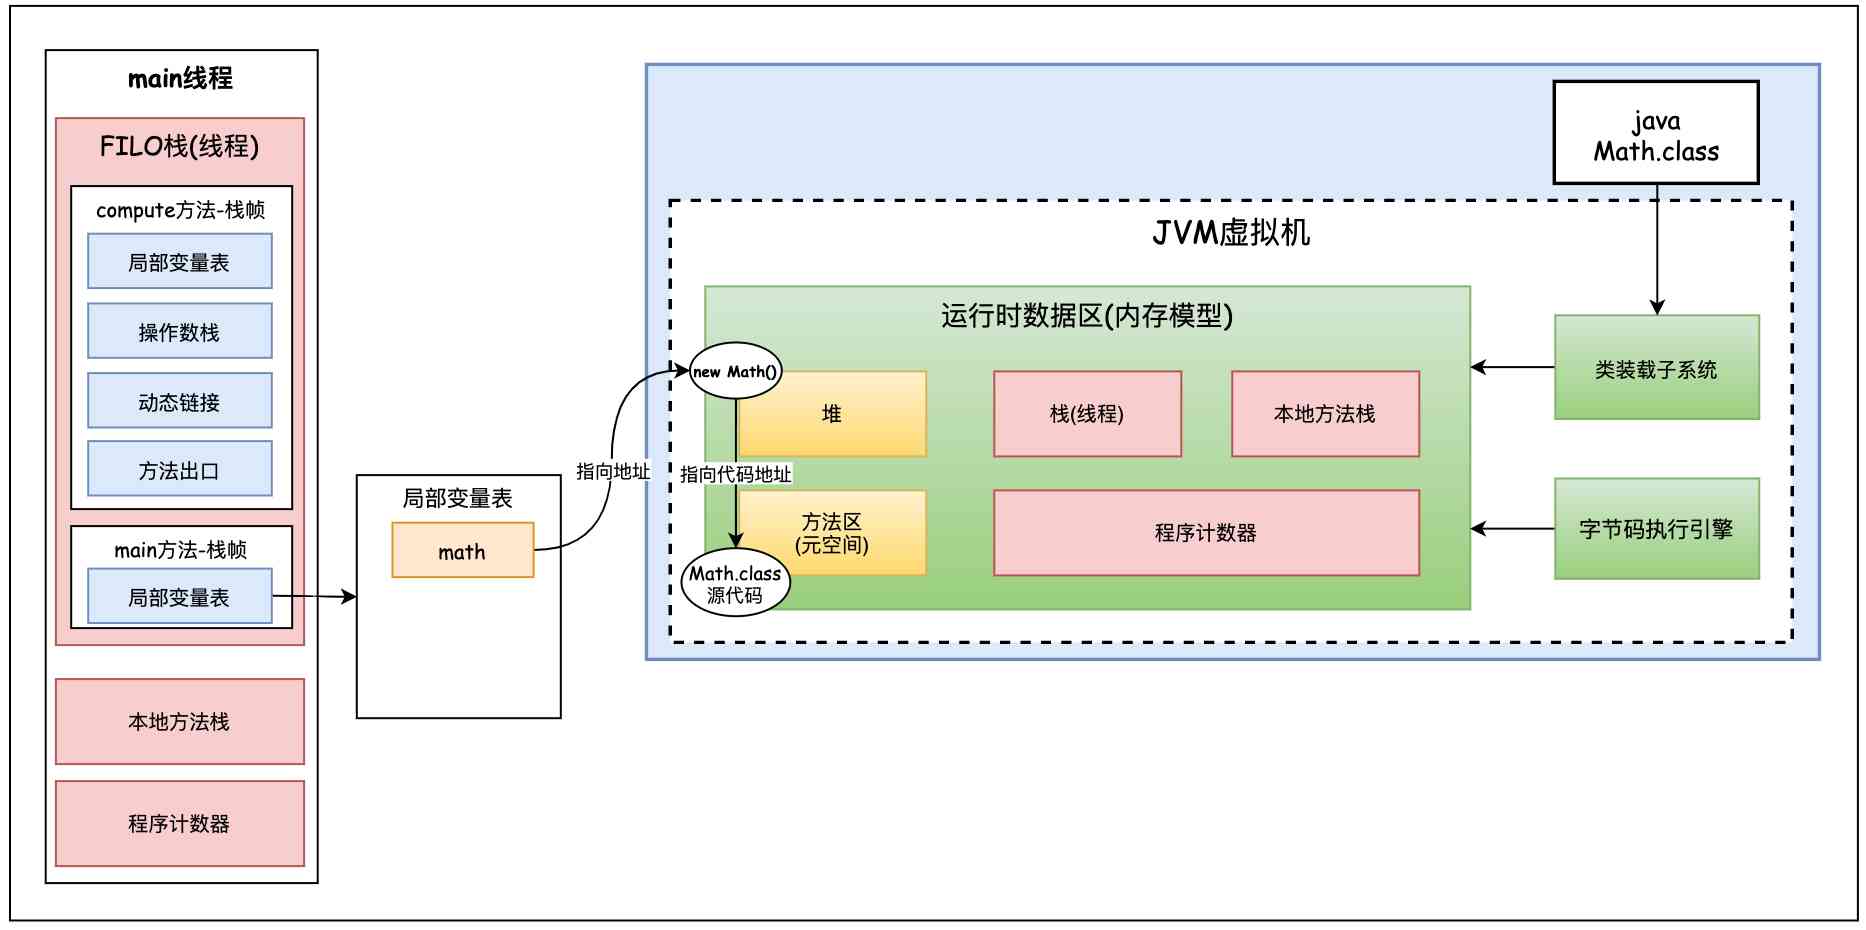 main线程
FILO栈(线程)
compute方法-栈帧
局部变量表
操作数栈
动态链接
方法出口
main方法-栈帧
局部变量表
本地方法栈
程序计数器
局部变量表
math
指向地址
java
Math.class
JVM虚拟机
运行时数据区(内存模型)
new Math()
堆
栈(线程)
本地方法栈
指向代码地址
方法区
(元空间)
程序计数器
Math.class
源代码
类装载子系统
字节码执行引擎